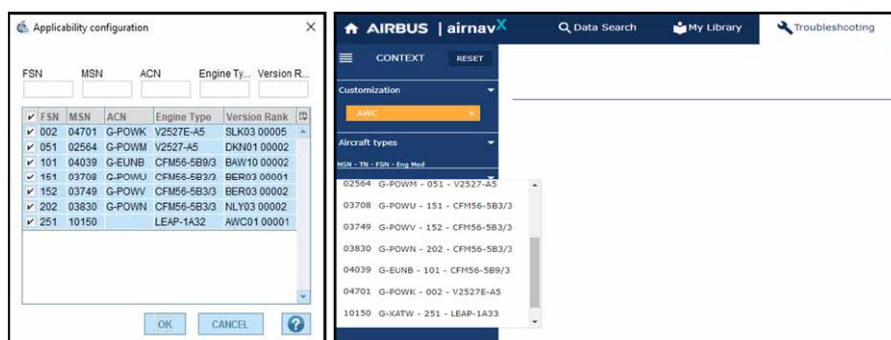 Applicability configuration
FSN MSN ACN Engine Ty... Version R...
FSN MSN ACN Engine Type Version Rank
002 04701 G-POWK V2527E-A5 SLK03 00005
051 02564 G-POWM V2527-A5 DKN01 00002
101 04039 G-EUNB CFM56-5B9/3 BAW10 00002
151 03708 G-POWU CFM56-5B3/3 BER03 00001
152 03749 G-POWV CFM56-5B3/3 BER03 00002
202 03830 G-POWN CFM56-5B3/3 NLY03 00002
251 10150 LEAP-1A32 AWC01 00001
OK CANCEL ?
AIRBUS | airnavX Data Search My Library Troubleshooting
CONTEXT RESET
Customization
AWC ×
Aircraft types
MSN - TN - FSN - Eng Mod
02564 G-POWM - 051 - V2527-A5
03708 G-POWU - 151 - CFM56-5B3/3
03749 G-POWV - 152 - CFM56-5B3/3
03830 G-POWN - 202 - CFM56-5B3/3
04039 G-EUNB - 101 - CFM56-5B9/3
04701 G-POWK - 002 - V2527E-A5
10150 G-XATW - 251 - LEAP-1A33